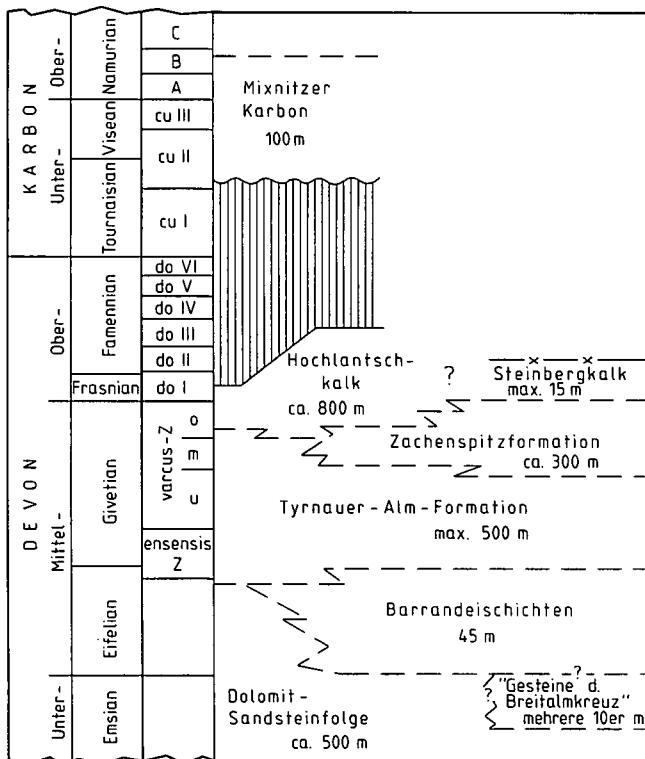 KARBON
Ober-
Unter-
Namurian
Visean
Tournaisian
C
B
A
cu III
cu II
cu I
Mixnitzer
Karbon
100 m
DEVON
Ober-
Mittel-
Unter-
Famennian
Frasnian
Givetian
Eifelian
Emsian
do VI
do V
do IV
do III
do II
do I
varcus-Z
o
m
u
ensensis
Z
Hochlantsch-
kalk
ca. 800 m
?
Steinbergkalk
max. 15 m
Zachenspitzformation
ca. 300 m
Tyrnauer-Alm-Formation
max. 500 m
Barrandeischichten
45 m
Dolomit-
Sandsteinfolge
ca. 500 m
?
"Gesteine d.
? Breitalmkreuz"
mehrere 10er m